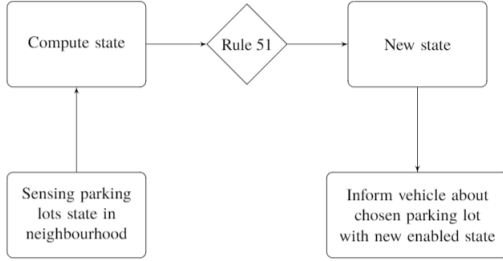 Compute state
Rule 51
New state
Sensing parking
lots state in
neighbourhood
Inform vehicle about
chosen parking lot
with new enabled state